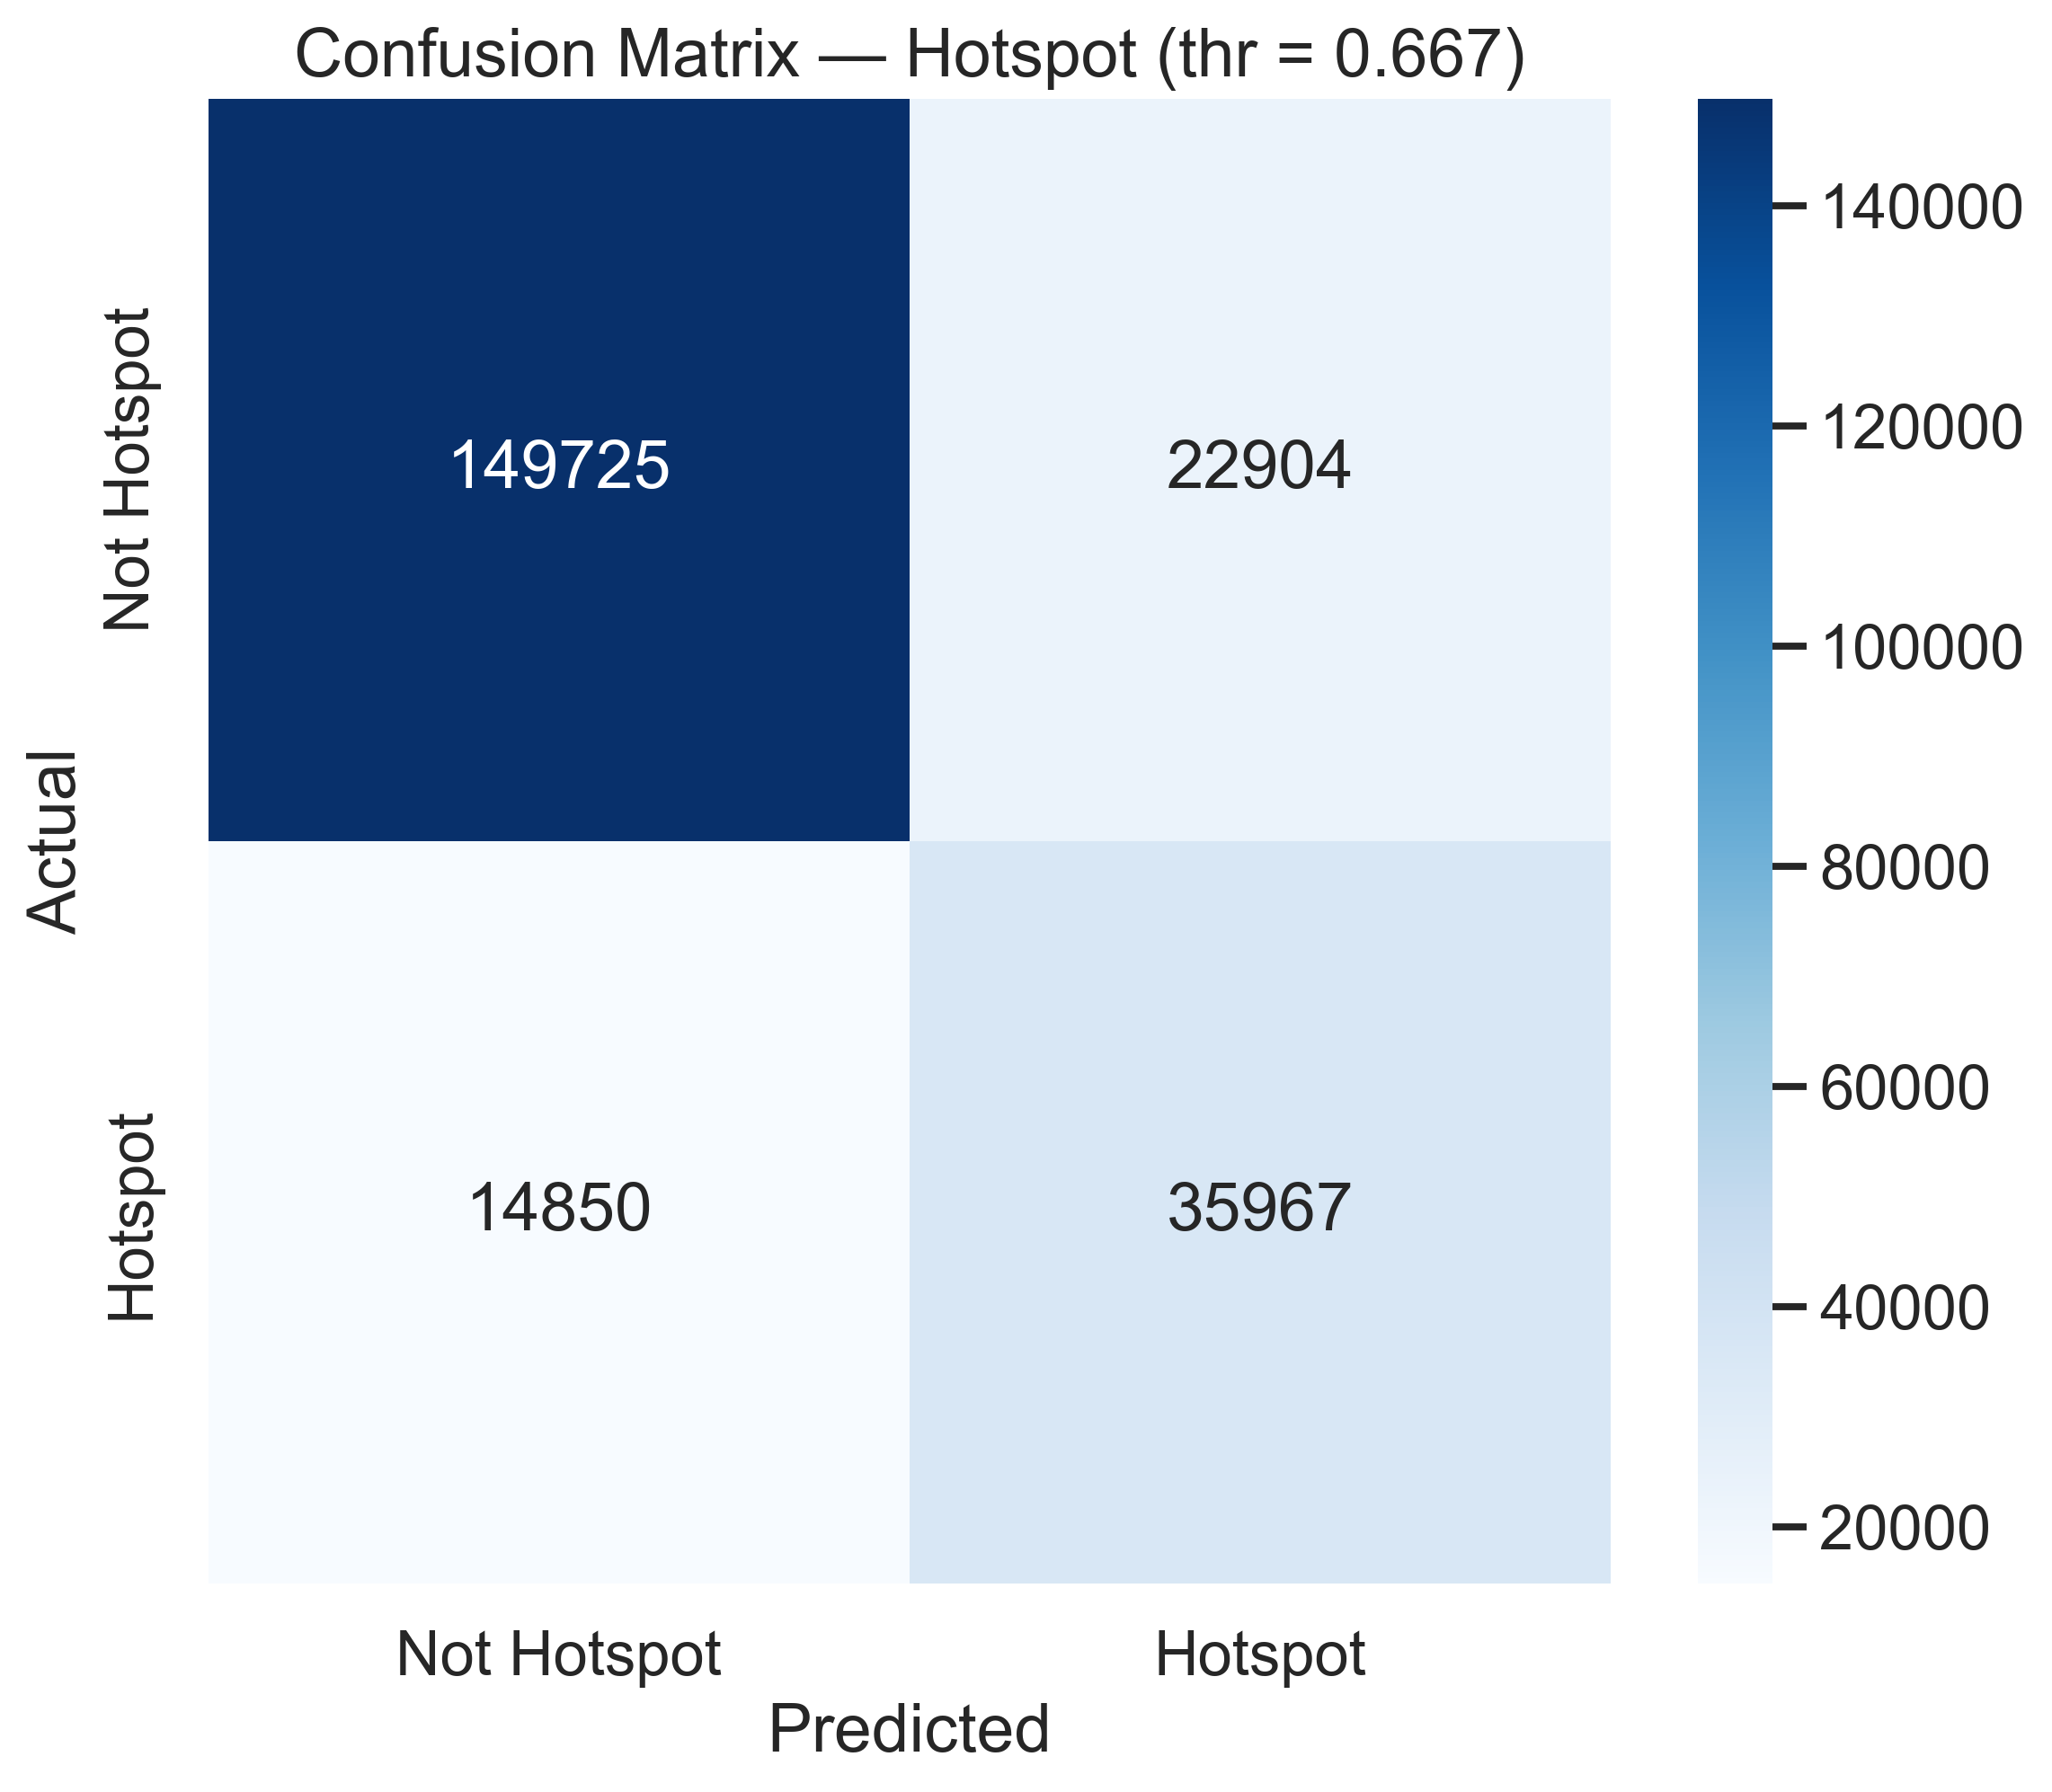 Confusion Matrix — Hotspot (thr = 0.667)
Actual
Not Hotspot
Hotspot
149725 22904
14850 35967
Not Hotspot Hotspot
Predicted
140000
120000
100000
80000
60000
40000
20000